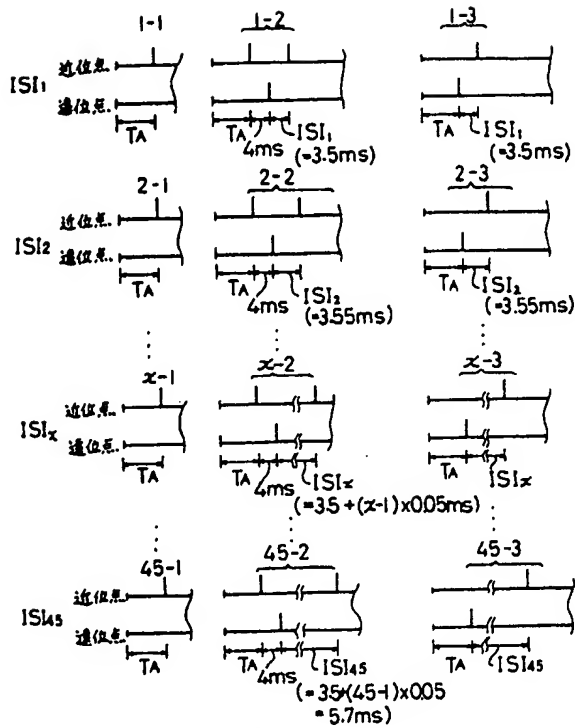 1-1 1-2 1-3
ISI₁ 近位点. 遠位点.
TA TA 4ms ISI₁ TA ISI₁
(=3.5ms) (=3.5ms)
2-1 2-2 2-3
ISI₂ 近位点. 遠位点.
TA TA 4ms ISI₂ TA ISI₂
(=3.55ms) (=3.55ms)
x-1 x-2 x-3
ISIx 近位点. 遠位点.
TA TA 4ms ISIx TA ISIx
(=3.5+(x-1)x0.05ms)
45-1 45-2 45-3
ISI₄₅ 近位点. 遠位点.
TA TA 4ms ISI₄₅ TA ISI₄₅
(=3.5+(45-1)x0.05
=5.7ms)